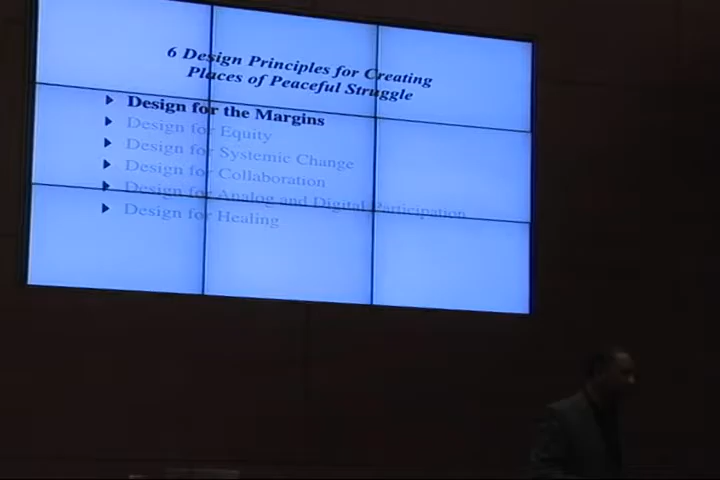 6 Design Principles for Creating
Places of Peaceful Struggle
Design for the Margins
Design for Equity
Design for Systemic Change
Design for Collaboration
Design for Analog and Digital Participation
Design for Healing